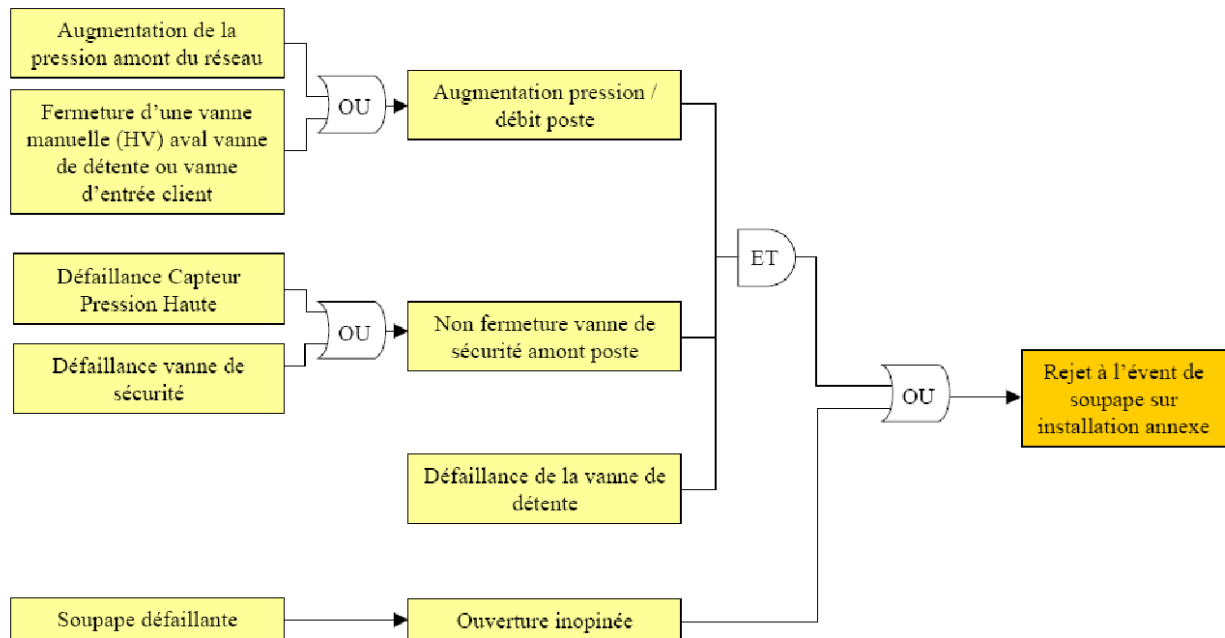 Augmentation de la
pression amont du réseau
OU
Augmentation pression /
débit poste
Fermeture d'une vanne
manuelle (HV) aval vanne
de détente ou vanne
d'entrée client
ET
Défaillance Capteur
Pression Haute
OU
Non fermeture vanne de
sécurité amont poste
Défaillance vanne de
sécurité
OU
Rejet à l'évent de
soupape sur
installation annexe
Défaillance de la vanne de
détente
Soupape défaillante
Ouverture inopinée